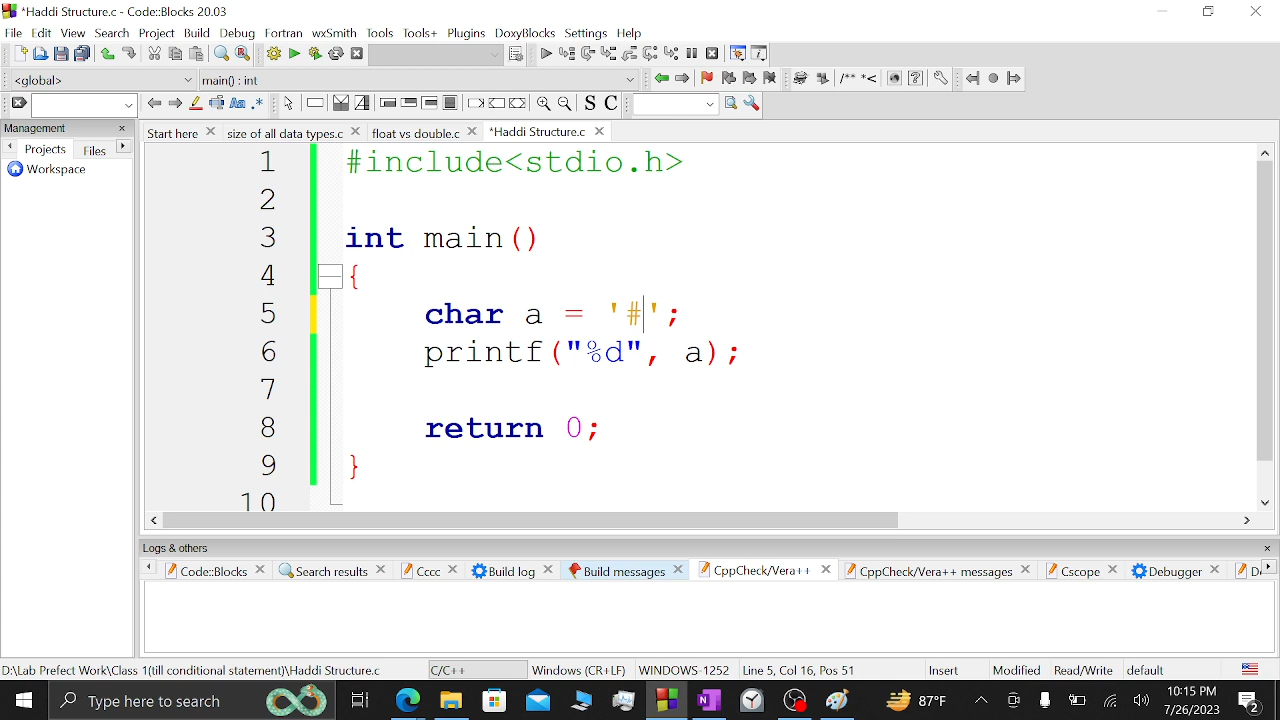 *Haddi Structure.c - Code::Blocks 20.03
File Edit View Search Project Build Debug Fortran wxSmith Tools Tools+ Plugins DoxyBlocks Settings Help
<global> main() : int
/** *<
Aa .* S C
Management
Projects Files
Workspace
Start here size of all data types.c float vs double.c *Haddi Structure.c
1 #include<stdio.h>
2
3 int main()
4 {
5 char a = '#';
6 printf("%d", a);
7
8 return 0;
9 }
10
Logs & others
Code::Blocks Search results Cccc Build log Build messages CppCheck/Vera++ CppCheck/Vera++ messages Cscope Debugger
D:\Lab Prefect Work\Class 1(till conditional statement)\Haddi Structure.c C/C++ Windows (CR+LF) WINDOWS-1252 Line 5, Col 16, Pos 51 Insert Modified Read/Write default
Type here to search 87°F 10:15 PM
7/26/2023 2